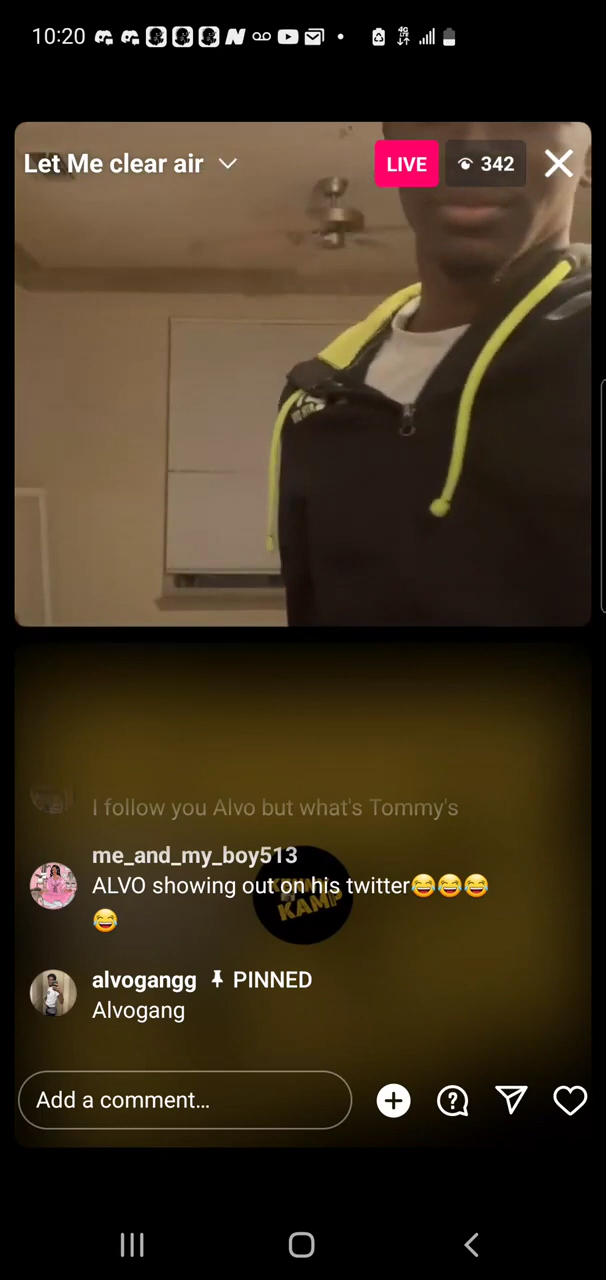 10:20
Let Me clear air
LIVE
342
I follow you Alvo but what's Tommy's
me_and_my_boy513
ALVO showing out on his twitter😂😂😂
😂
KAMP
alvogangg 📌 PINNED
Alvogang
Add a comment...